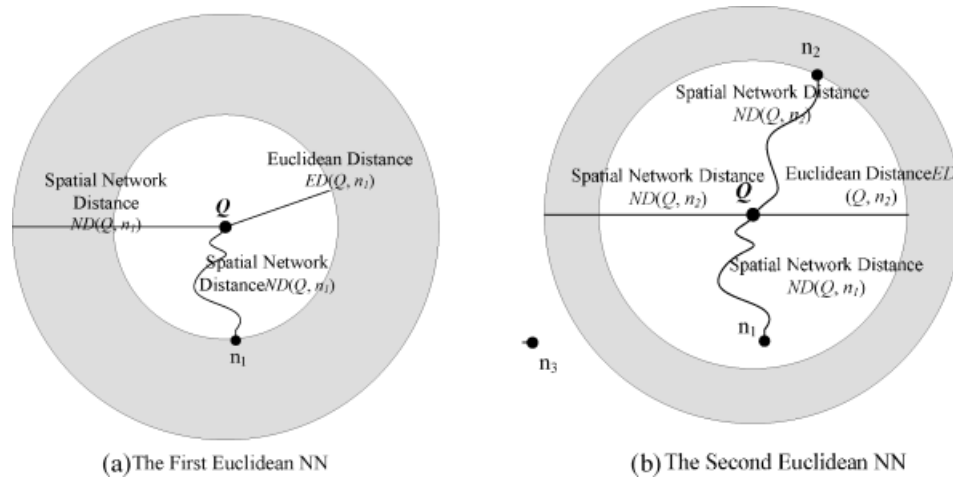 Euclidean Distance
ED(Q, n₁)
Spatial Network
Distance
ND(Q, n₁)
Q
Spatial Network
DistanceND(Q, n₁)
n₁
(a) The First Euclidean NN
n₂
Spatial Network Distance
ND(Q, n₂)
Spatial Network Distance
ND(Q, n₂)
Euclidean DistanceED
(Q, n₂)
Q
Spatial Network Distance
ND(Q, n₁)
n₁
n₃
(b) The Second Euclidean NN